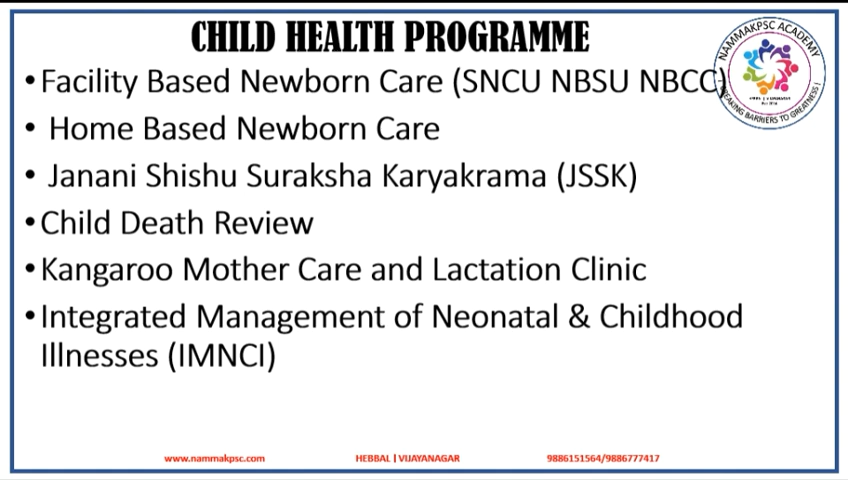 CHILD HEALTH PROGRAMME
NAMMAKPSC ACADEMY
BREAKING BARRIERS TO GREATNESS
• Facility Based Newborn Care (SNCU NBSU NBCC)
• Home Based Newborn Care
• Janani Shishu Suraksha Karyakrama (JSSK)
• Child Death Review
• Kangaroo Mother Care and Lactation Clinic
• Integrated Management of Neonatal & Childhood
Illnesses (IMNCI)
www.nammakpsc.com HEBBAL | VIJAYANAGAR 9886151564/9886777417